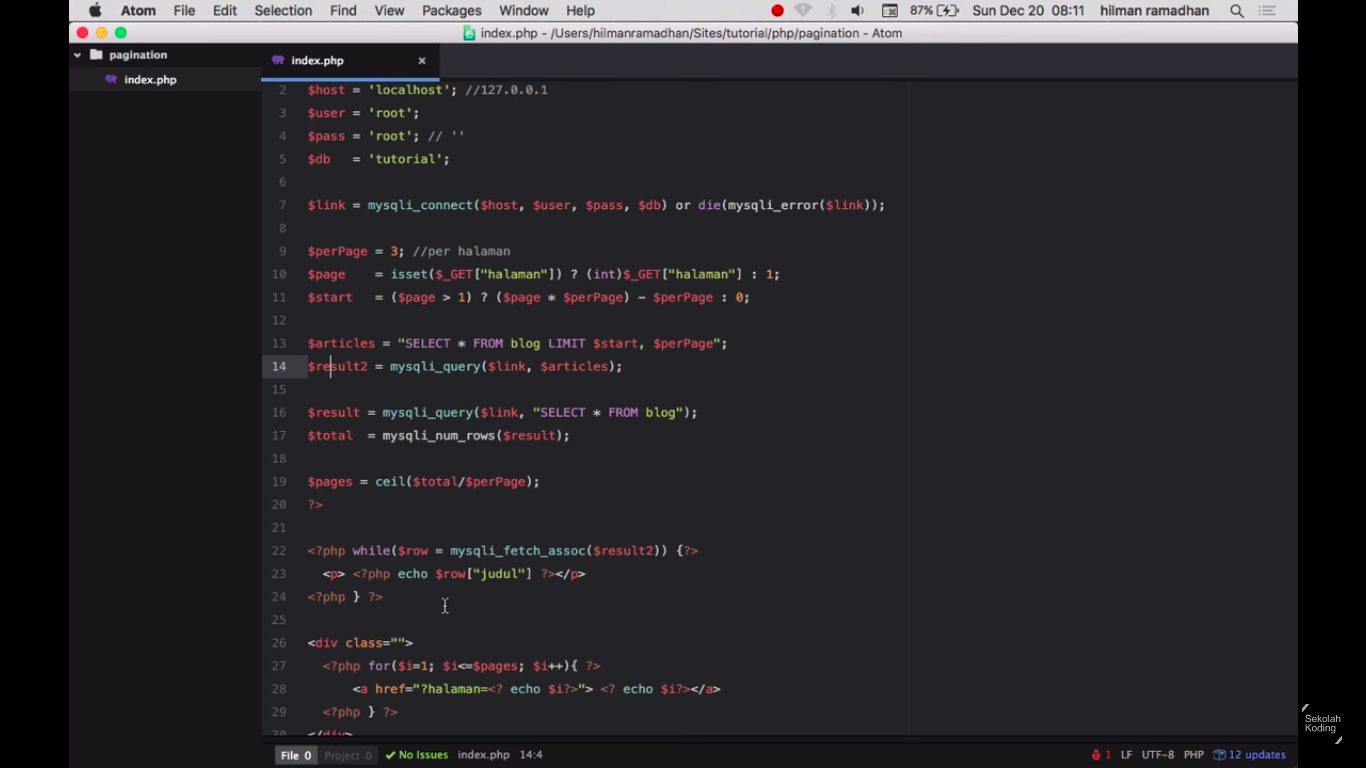 Atom File Edit Selection Find View Packages Window Help 87% Sun Dec 20 08:11 hilman ramadhan
index.php - /Users/hilmanramadhan/Sites/tutorial/php/pagination - Atom
pagination
index.php
index.php ×
2 $host = 'localhost'; //127.0.0.1
3 $user = 'root';
4 $pass = 'root'; // ''
5 $db   = 'tutorial';
6
7 $link = mysqli_connect($host, $user, $pass, $db) or die(mysqli_error($link));
8
9 $perPage = 3; //per halaman
10 $page    = isset($_GET["halaman"]) ? (int)$_GET["halaman"] : 1;
11 $start   = ($page > 1) ? ($page * $perPage) - $perPage : 0;
12
13 $articles = "SELECT * FROM blog LIMIT $start, $perPage";
14 $result2 = mysqli_query($link, $articles);
15
16 $result = mysqli_query($link, "SELECT * FROM blog");
17 $total  = mysqli_num_rows($result);
18
19 $pages = ceil($total/$perPage);
20 ?>
21
22 <?php while($row = mysqli_fetch_assoc($result2)) {?>
23   <p> <?php echo $row["judul"] ?></p>
24 <?php } ?>
25
26 <div class="">
27   <?php for($i=1; $i<=$pages; $i++){ ?>
28       <a href="?halaman=<? echo $i?>"> <? echo $i?></a>
29   <?php } ?>
30 </div>
File 0 Project 0 No Issues index.php 14:4 1 LF UTF-8 PHP 12 updates
Sekolah
Koding